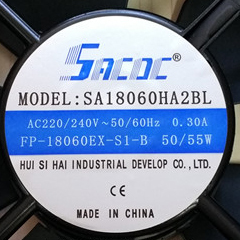 SACOC®
MODEL:SA18060HA2BL
AC220/240V~50/60Hz 0.30A
FP-18060EX-S1-B 50/55W
HUI SI HAI INDUSTRIAL DEVELOP CO.,LTD.
CE
MADE IN CHINA